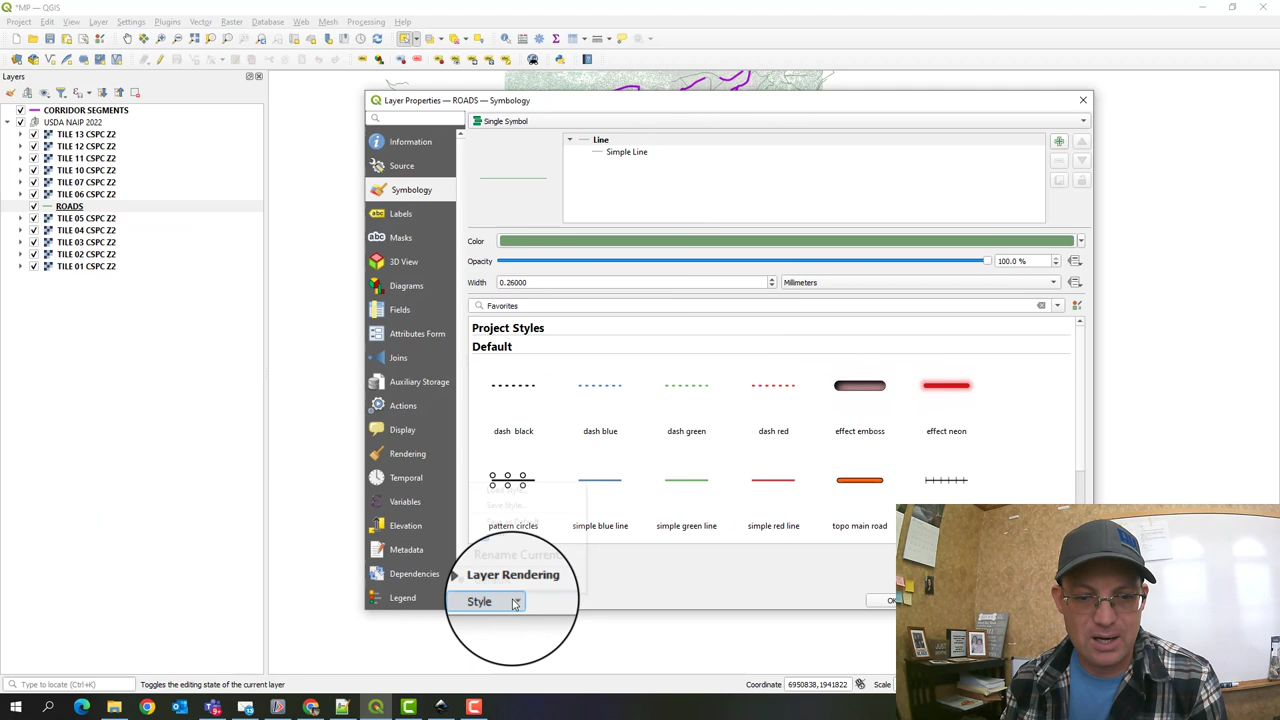 *MP — QGIS
Project Edit View Layer Settings Plugins Vector Raster Database Web Mesh Processing Help
Layers
CORRIDOR SEGMENTS
USDA NAIP 2022
TILE 13 CSPC Z2
TILE 12 CSPC Z2
TILE 11 CSPC Z2
TILE 10 CSPC Z2
TILE 07 CSPC Z2
TILE 06 CSPC Z2
ROADS
TILE 05 CSPC Z2
TILE 04 CSPC Z2
TILE 03 CSPC Z2
TILE 02 CSPC Z2
TILE 01 CSPC Z2
Layer Properties — ROADS — Symbology
Information
Source
Symbology
Labels
Masks
3D View
Diagrams
Fields
Attributes Form
Joins
Auxiliary Storage
Actions
Display
Rendering
Temporal
Variables
Elevation
Metadata
Dependencies
Legend
Single Symbol
Line
Simple Line
Color
Opacity 100.0 %
Width 0.26000 Millimeters
Favorites
Project Styles
Default
dash black dash blue dash green dash red effect emboss effect neon
Load Style...
Save Style...
pattern circles simple blue line simple green line simple red line topo main road
Rename Current
Layer Rendering
Style
Type to locate (Ctrl+K) Toggles the editing state of the current layer Coordinate 6950838,1941822 Scale